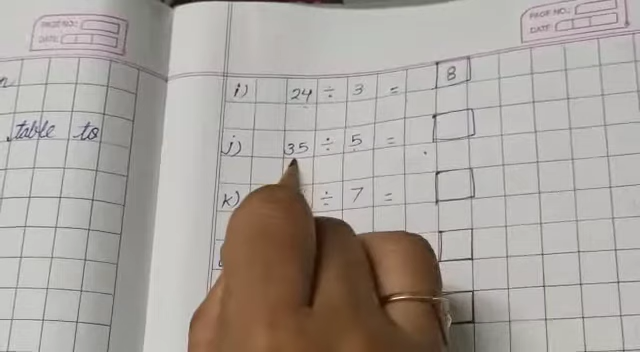 PAGE NO.:
DATE:
PAGE NO.:
DATE:
table to
i) 24 ÷ 3 = 8
j) 35 ÷ 5 =
k) ÷ 7 =